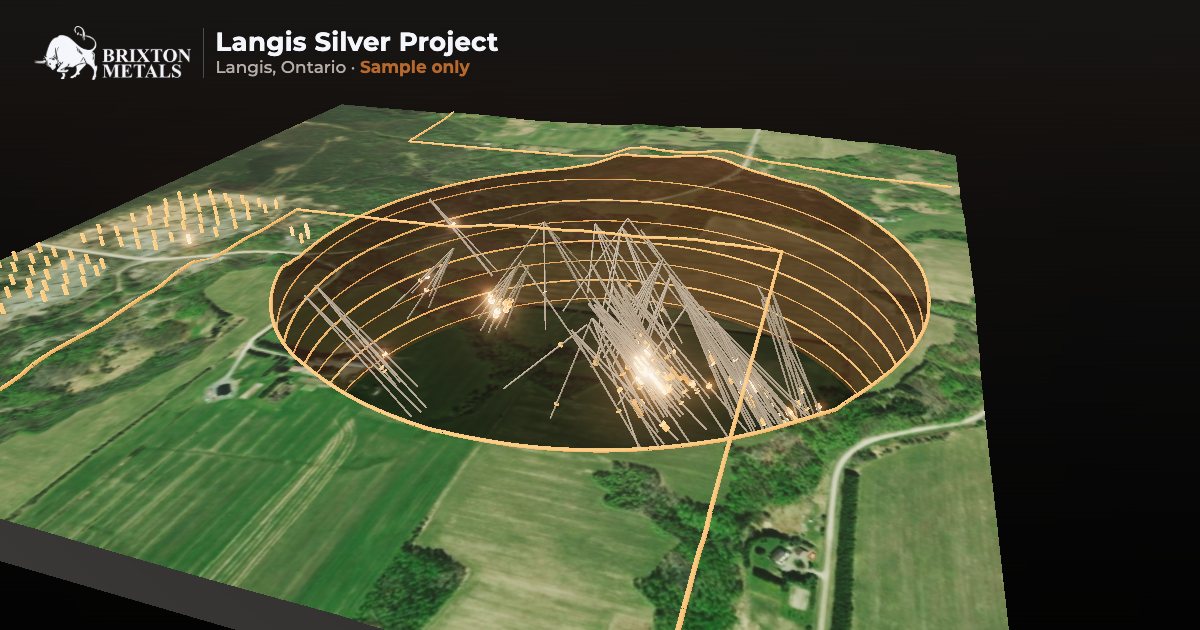 BRIXTON
METALS
Langis Silver Project
Langis, Ontario · Sample only